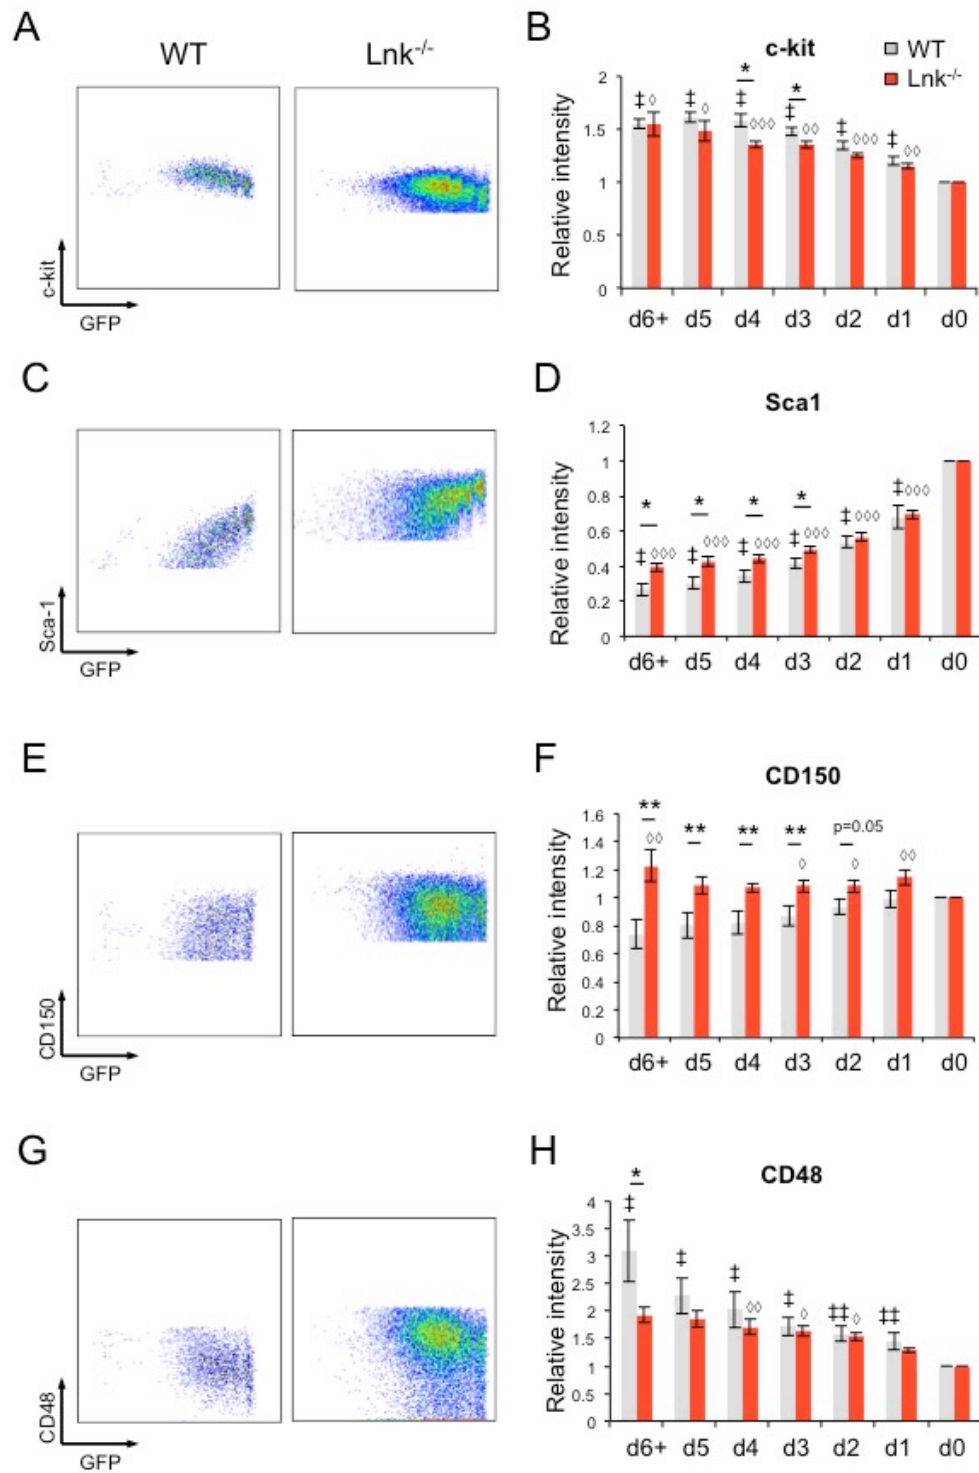 A
WT
Lnk-/-
c-kit
GFP
B
c-kit
WT
Lnk-/-
Relative intensity
2
1.5
1
0.5
0
* *
‡ ◊ ‡ ◊ ‡ ◊◊◊ ‡ ◊◊ ‡ ◊◊◊ ‡ ◊◊
d6+ d5 d4 d3 d2 d1 d0
C
Sca-1
GFP
D
Sca1
Relative intensity
1.2
1
0.8
0.6
0.4
0.2
0
* * * *
‡ ◊◊◊ ‡ ◊◊◊ ‡ ◊◊◊ ‡ ◊◊◊ ‡ ◊◊◊ ‡ ◊◊◊
d6+ d5 d4 d3 d2 d1 d0
E
CD150
GFP
F
CD150
Relative intensity
1.6
1.4
1.2
1
0.8
0.6
0.4
0.2
0
** ** ** ** p=0.05
◊◊ ◊ ◊ ◊◊
d6+ d5 d4 d3 d2 d1 d0
G
CD48
GFP
H
CD48
Relative intensity
4
3.5
3
2.5
2
1.5
1
0.5
0
*
‡ ‡ ‡ ◊◊ ‡ ◊ ‡‡ ◊ ‡‡
d6+ d5 d4 d3 d2 d1 d0